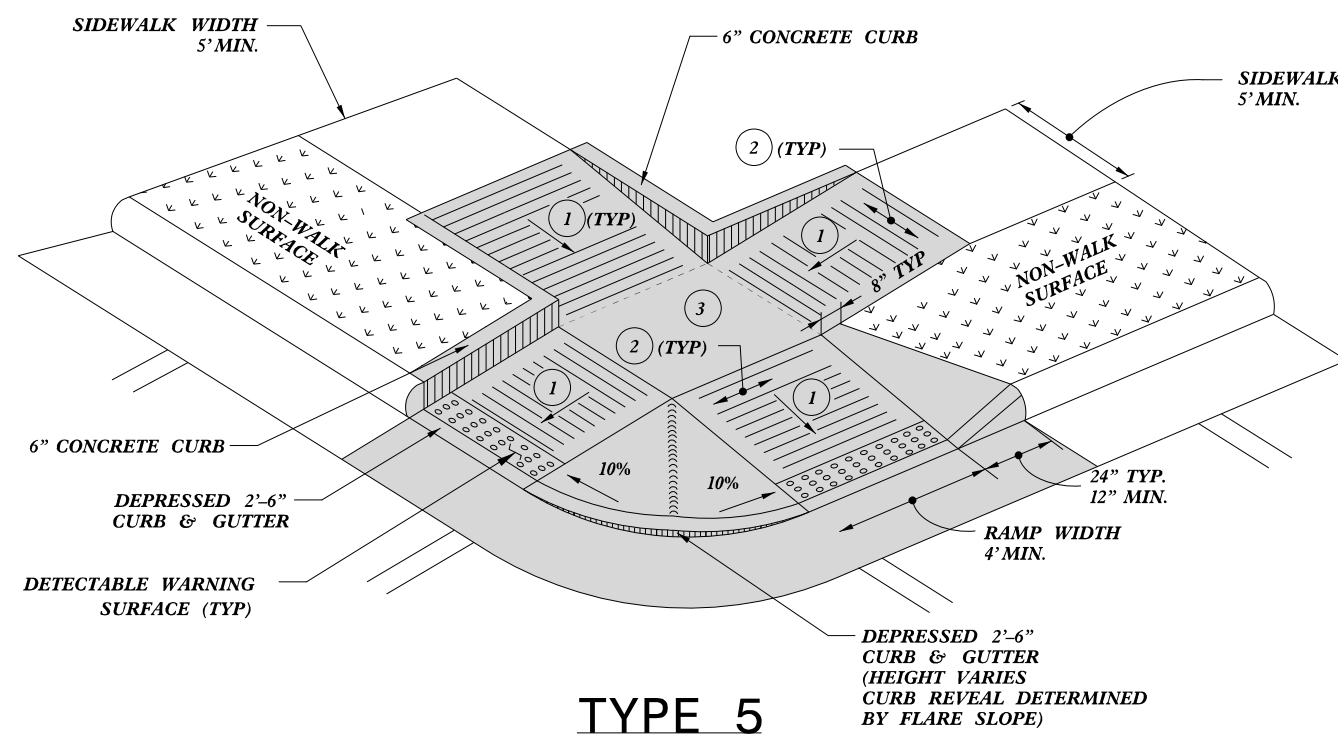 SIDEWALK WIDTH
5' MIN.
6" CONCRETE CURB
SIDEWALK
5' MIN.
2 (TYP)
NON-WALK
SURFACE
1 (TYP)
1
8" TYP
NON-WALK
SURFACE
3
2 (TYP)
1
1
6" CONCRETE CURB
10%
10%
DEPRESSED 2'-6"
CURB & GUTTER
24" TYP.
12" MIN.
RAMP WIDTH
4' MIN.
DETECTABLE WARNING
SURFACE (TYP)
DEPRESSED 2'-6"
CURB & GUTTER
(HEIGHT VARIES
CURB REVEAL DETERMINED
BY FLARE SLOPE)
TYPE 5